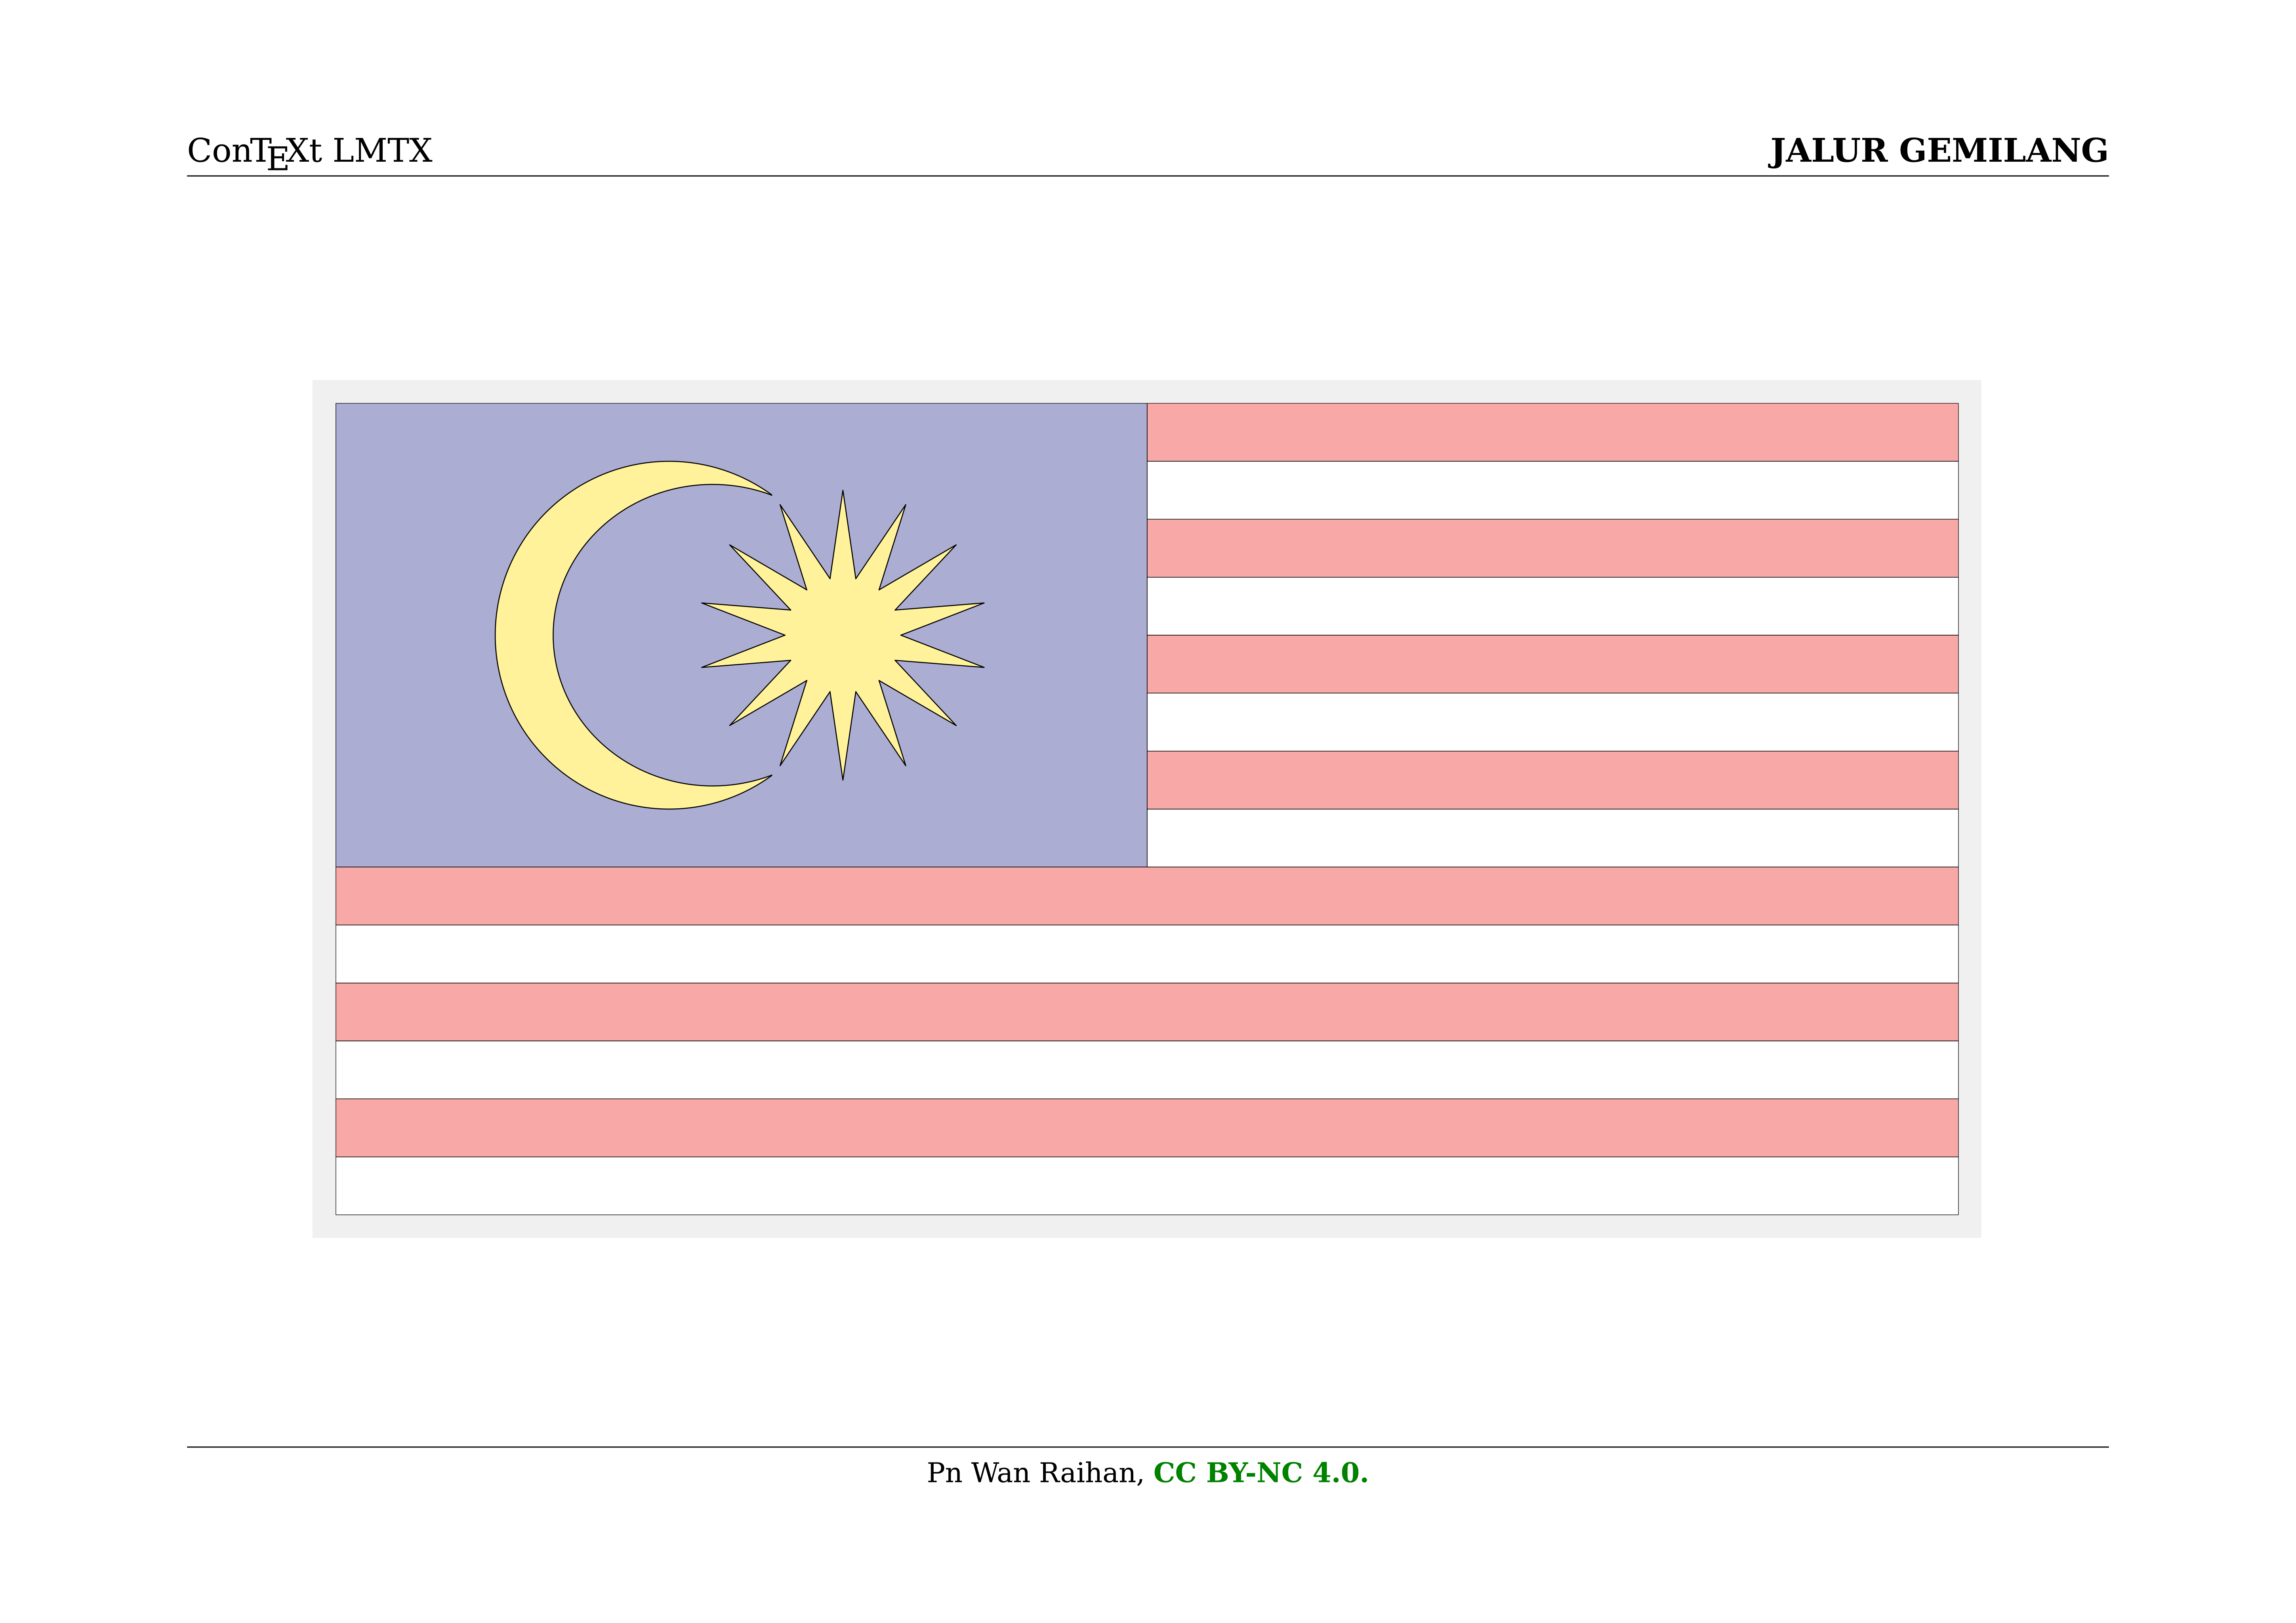 ConTEXt LMTX
JALUR GEMILANG
Pn Wan Raihan, CC BY-NC 4.0.